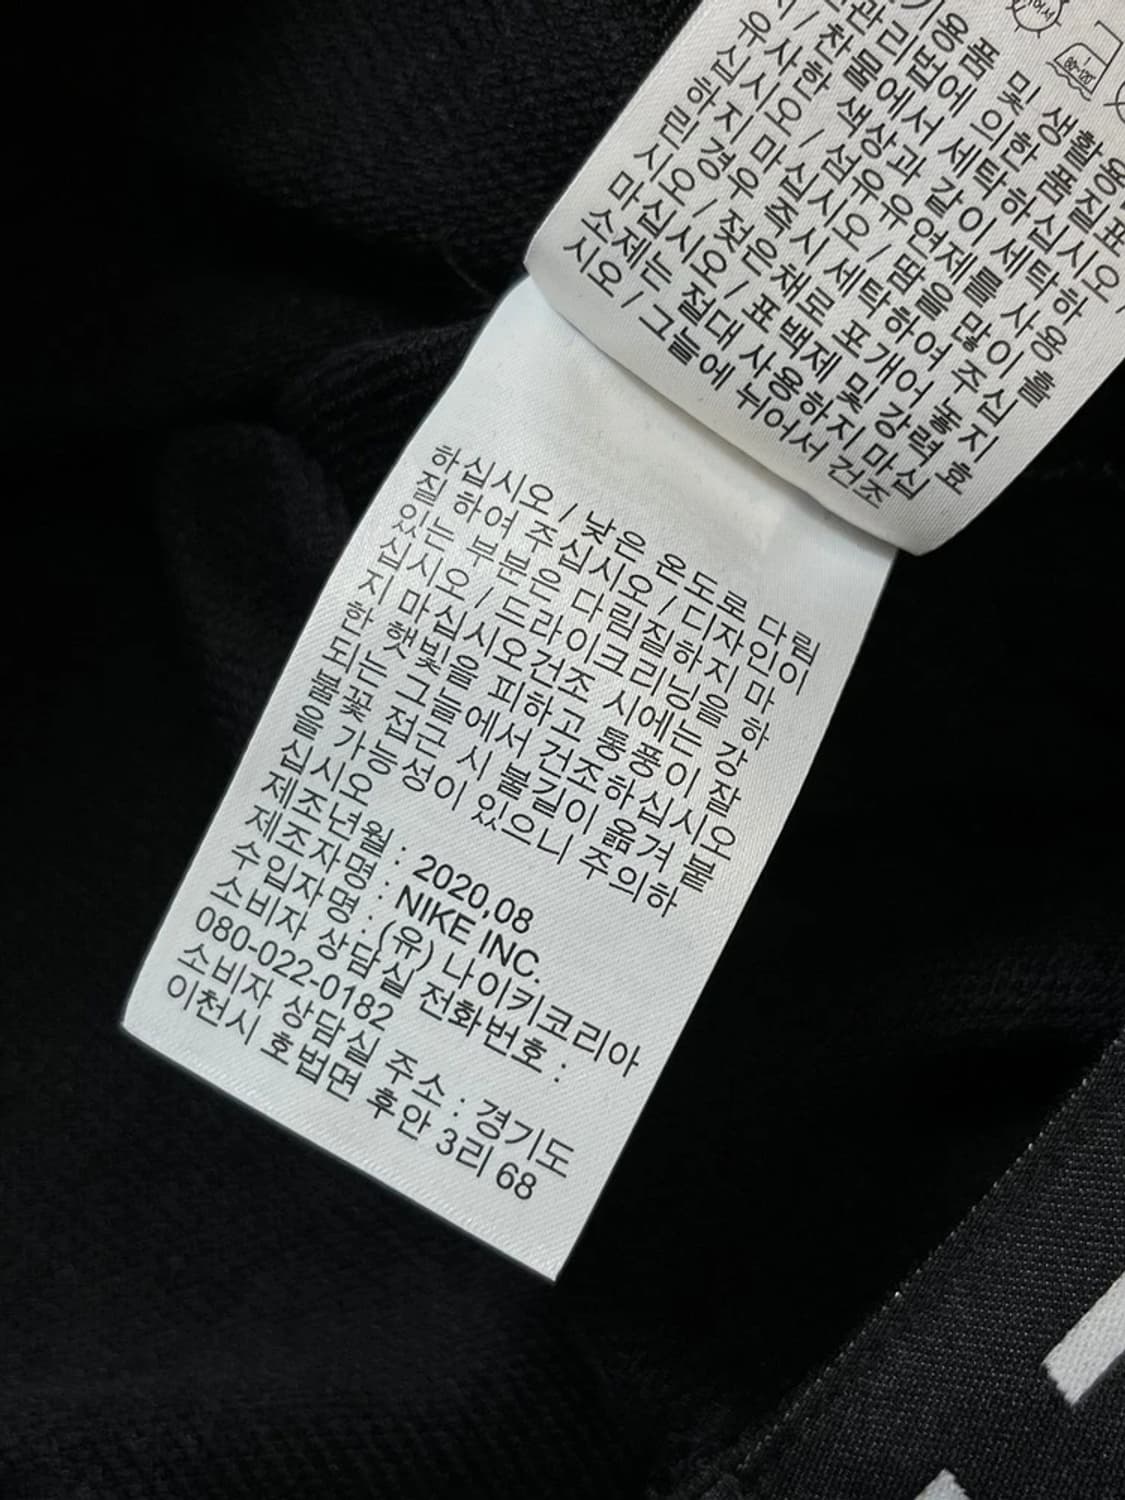 기용품 및 생활용
관리법에 의한 품질표
/ 찬물에서 세탁하십시오
유사한 색상과 같이 세탁하
십시오 / 섬유유연제를 사용
하지 마십시오 / 땀을 많이 흘
린 경우 즉시 세탁하여 주십
시오 / 젖은채로 포개어 놓지
마십시오 / 표백제 및 강력 효
소제는 절대 사용하지 마십
시오 / 그늘에 뉘어서 건조
하십시오 / 낮은 온도로 다림
질 하여 주십시오 / 디자인이
있는 부분은 다림질하지 마
십시오 / 드라이크리닝을 하
지 마십시오건조 시에는 강
한 햇빛을 피하고 통풍이 잘
되는 그늘에서 건조하십시오
불꽃 접근 시 불길이 옮겨 붙
을 가능성이 있으니 주의하
십시오
제조년월 : 2020,08
제조자명 : NIKE INC.
수입자명 : (유) 나이키코리아
소비자 상담실 전화번호 :
080-022-0182
소비자 상담실 주소 : 경기도
이천시 호법면 후안 3리 68